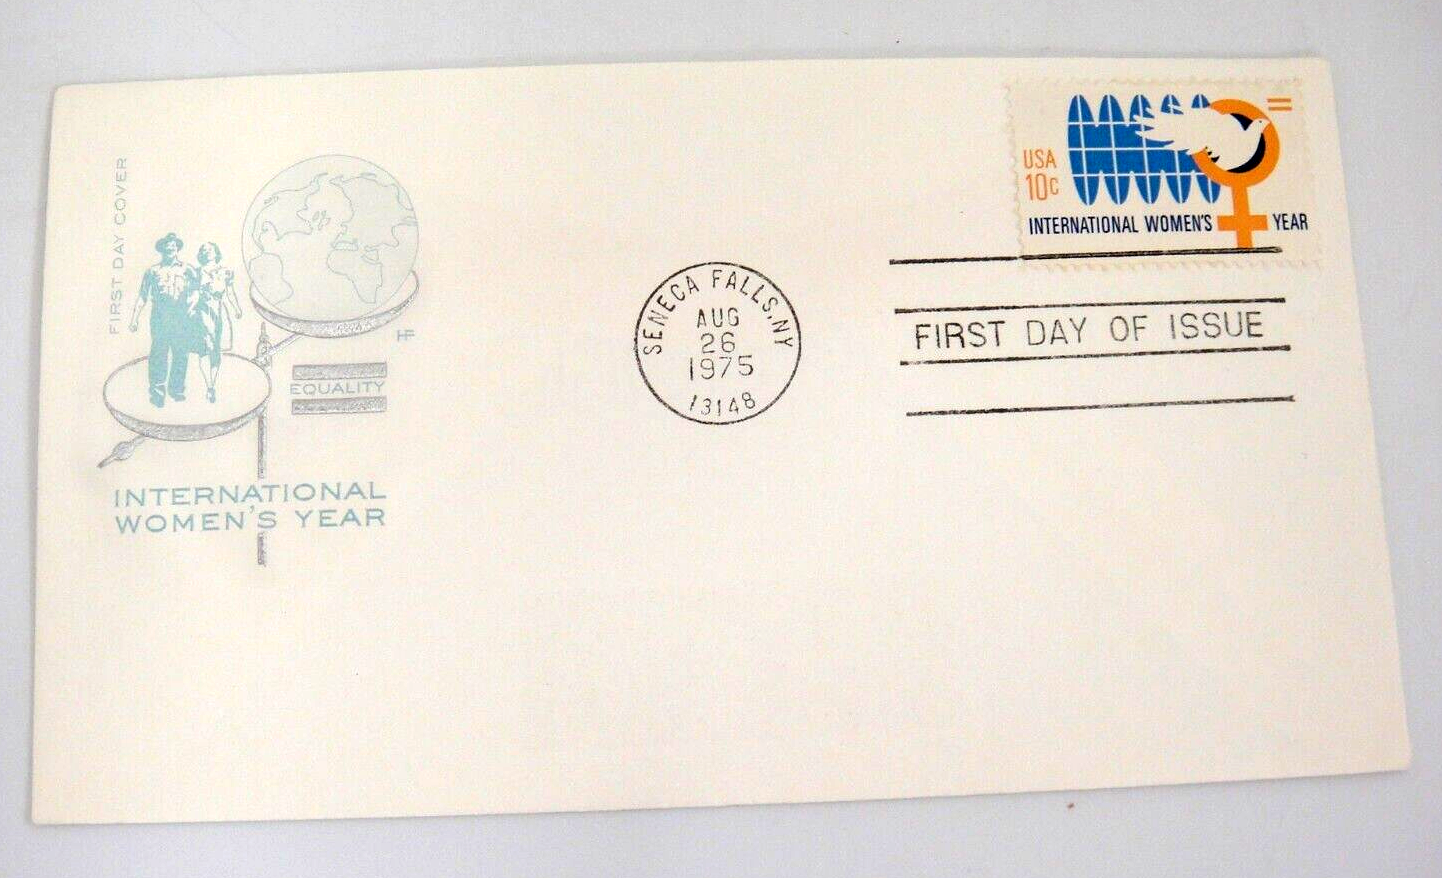 FIRST DAY COVER
EQUALITY
INTERNATIONAL
WOMEN'S YEAR
HF
SENECA FALLS, NY
AUG
26
1975
13148
USA
10c
INTERNATIONAL WOMEN'S YEAR
FIRST DAY OF ISSUE